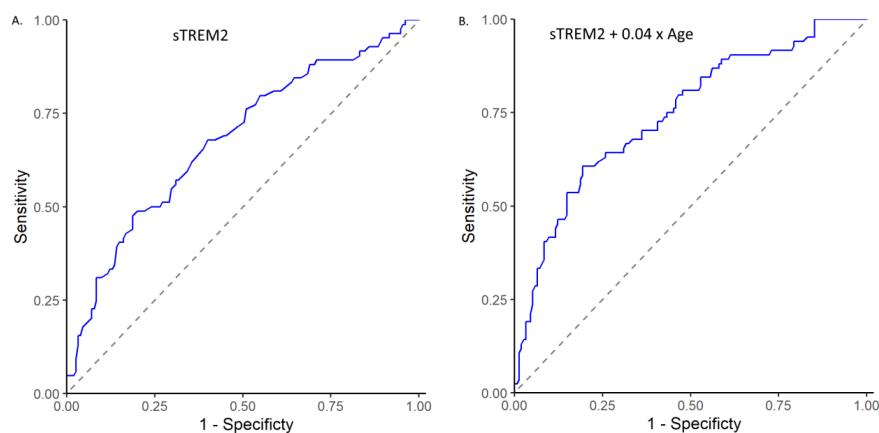 A.
sTREM2
1.00
0.75
0.50
0.25
0.00
Sensitivity
0.00 0.25 0.50 0.75 1.00
1 - Specificty
B.
sTREM2 + 0.04 x Age
1.00
0.75
0.50
0.25
0.00
Sensitivity
0.00 0.25 0.50 0.75 1.00
1 - Specificty